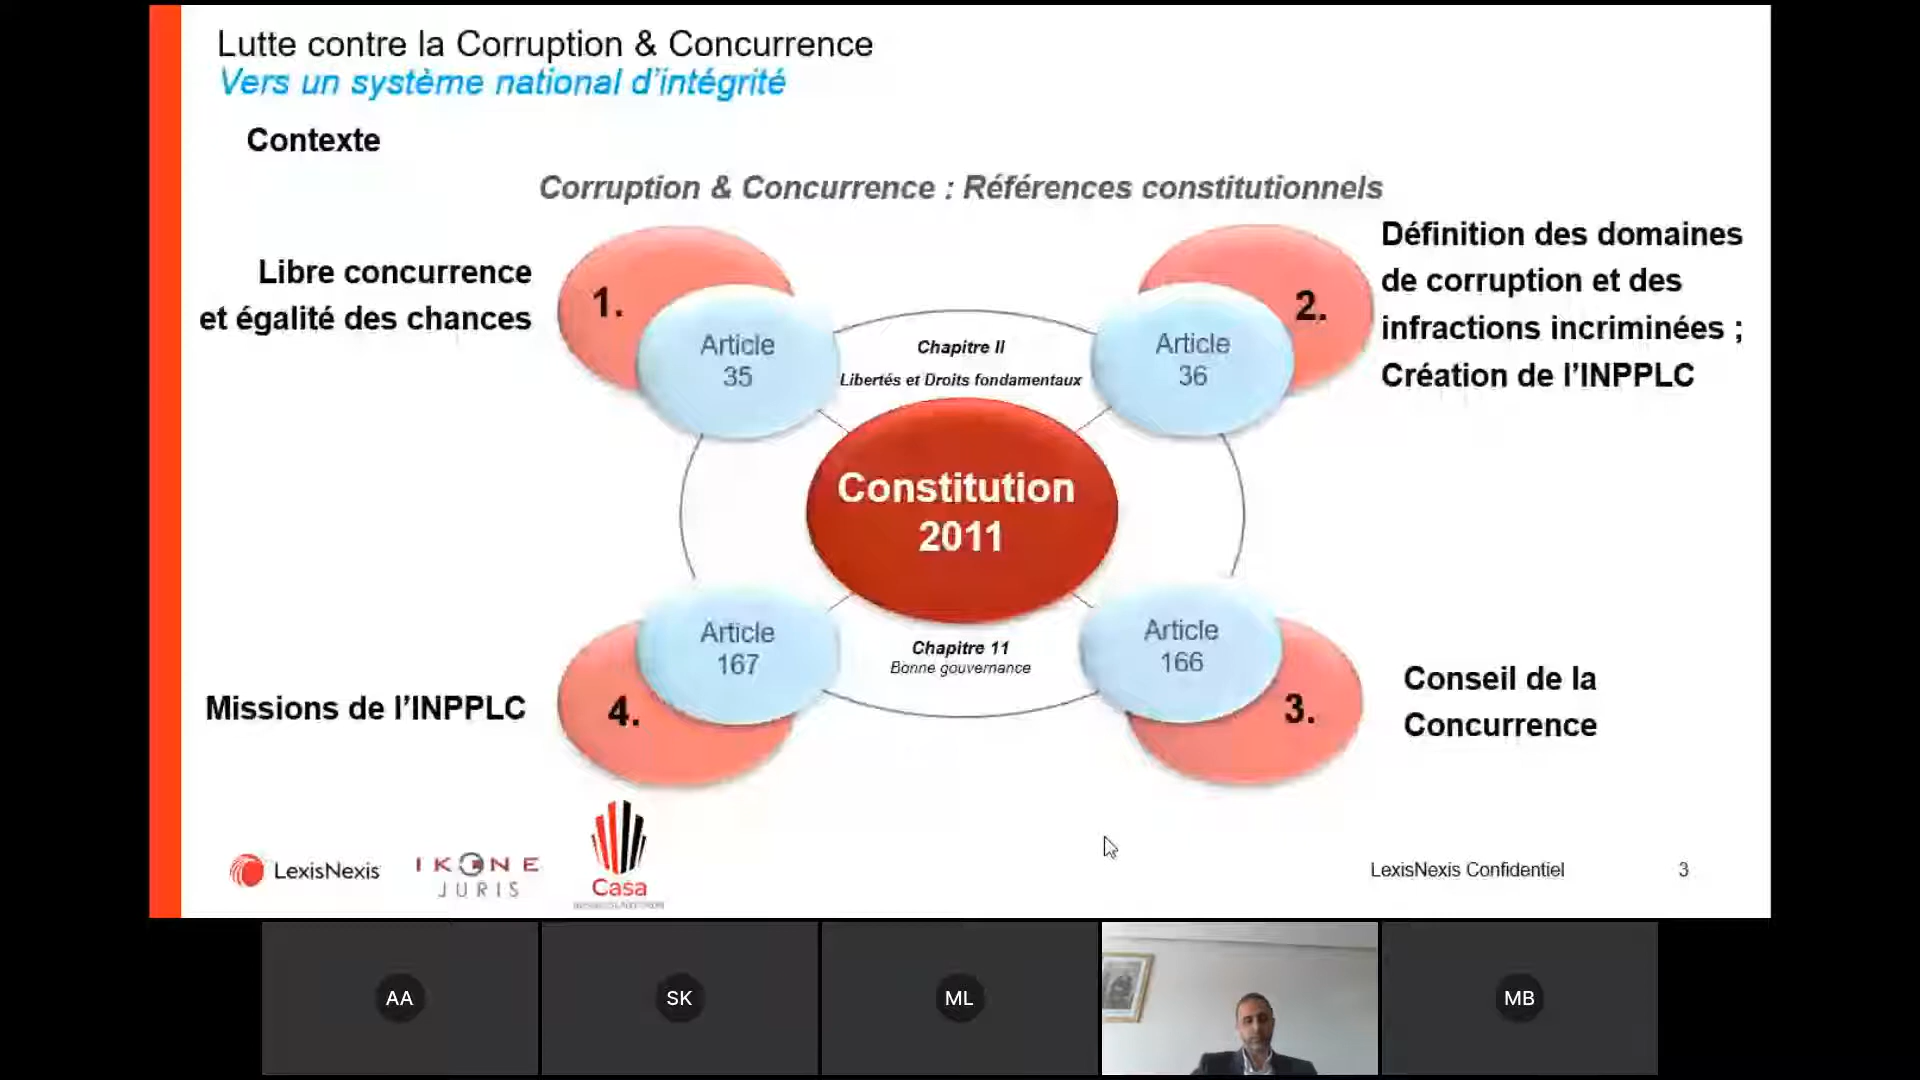 Lutte contre la Corruption & Concurrence
Vers un système national d'intégrité
Contexte
Corruption & Concurrence : Références constitutionnels
Libre concurrence
et égalité des chances
1.
Article
35
Chapitre II
Libertés et Droits fondamentaux
Article
36
2.
Définition des domaines
de corruption et des
infractions incriminées ;
Création de l'INPPLC
Constitution
2011
Missions de l'INPPLC
4.
Article
167
Chapitre 11
Bonne gouvernance
Article
166
3.
Conseil de la
Concurrence
LexisNexis
IKONE
JURIS
Casa
LexisNexis Confidentiel
3
AA
SK
ML
MB